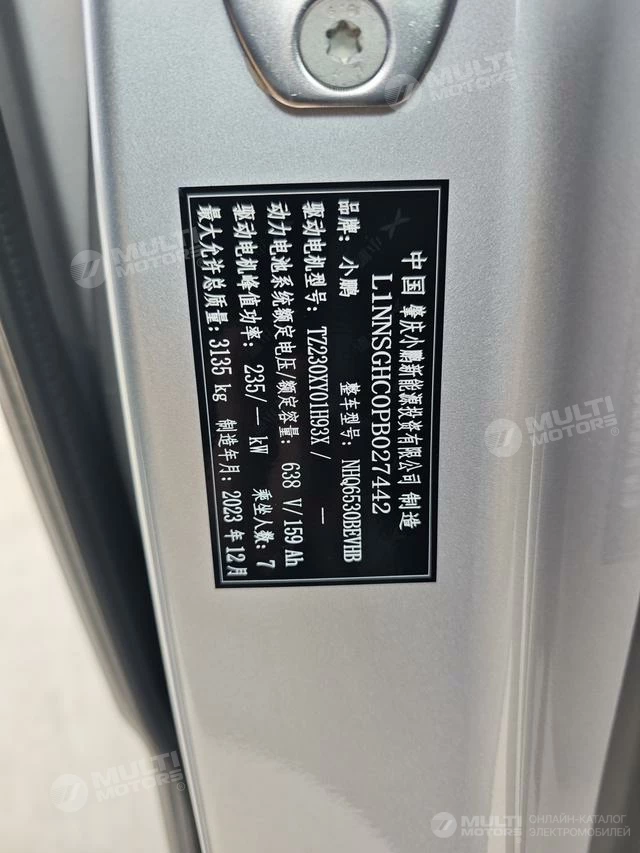 中国 肇庆小鹏新能源投资有限公司 制造
L1NNSGHC0PB027442
品牌：小鹏 整车型号：NHQ6530BEVHB
驱动电机型号：TZ230XY01H93X / —
动力电池系统额定电压/额定容量：638 V/159 Ah
驱动电机峰值功率：235/— kW 乘坐人数：7
最大允许总质量：3135 kg 制造年月：2023 年 12 月
MULTI MOTORS
MULTI MOTORS
MULTI MOTORS
MULTI MOTORS
MULTI MOTORS ОНЛАЙН-КАТАЛОГ ЭЛЕКТРОМОБИЛЕЙ